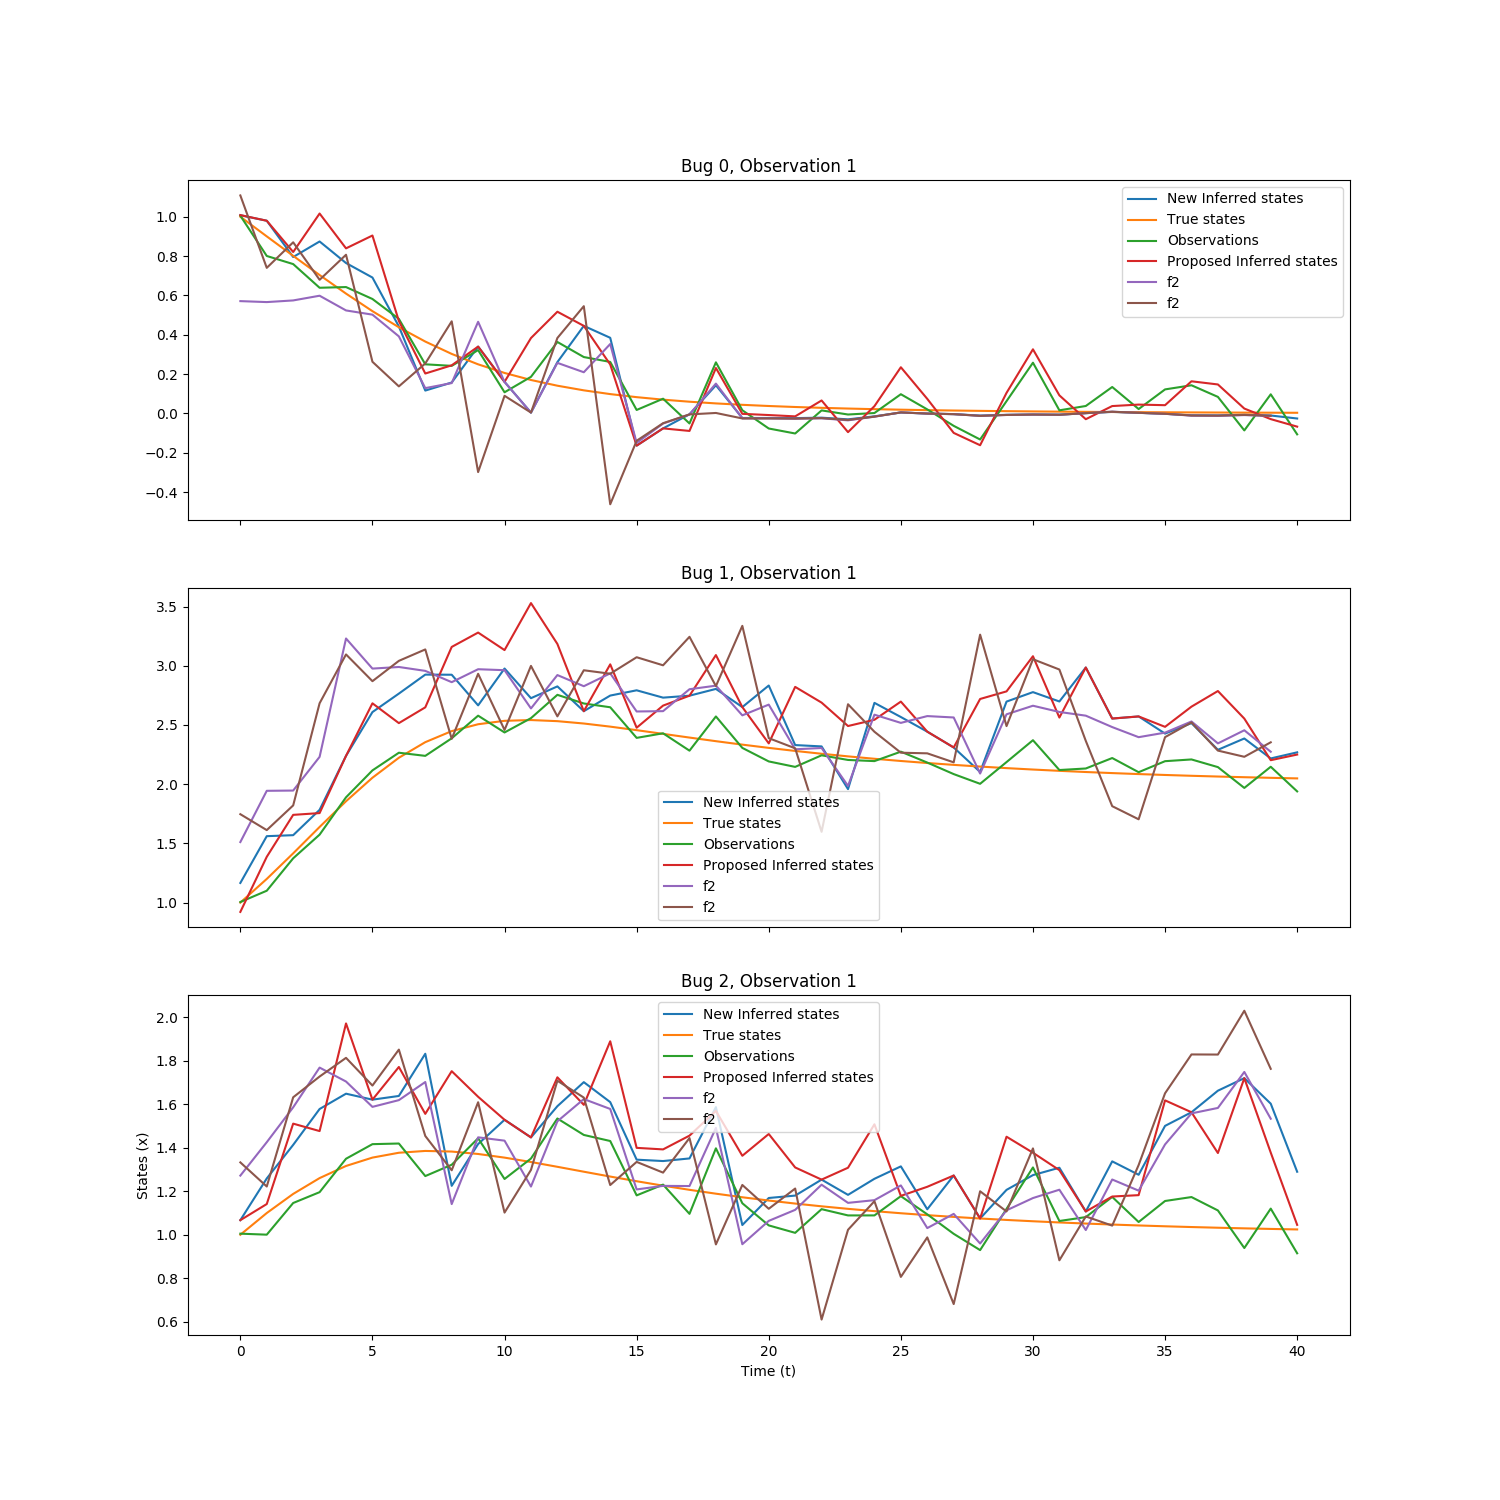 Bug 0, Observation 1
1.0
0.8
0.6
0.4
0.2
0.0
−0.2
−0.4
New Inferred states
True states
Observations
Proposed Inferred states
f2
f2
Bug 1, Observation 1
3.5
3.0
2.5
2.0
1.5
1.0
New Inferred states
True states
Observations
Proposed Inferred states
f2
f2
Bug 2, Observation 1
States (x)
2.0
1.8
1.6
1.4
1.2
1.0
0.8
0.6
New Inferred states
True states
Observations
Proposed Inferred states
f2
f2
0 5 10 15 20 25 30 35 40
Time (t)